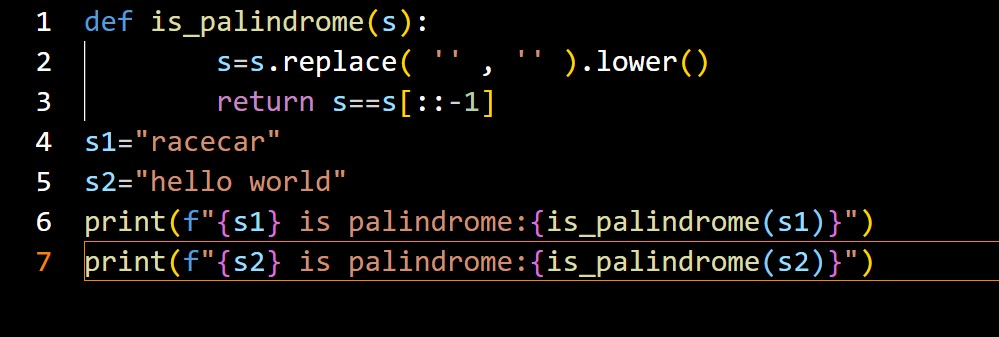 1 def is_palindrome(s):
2 s=s.replace( '' , '' ).lower()
3 return s==s[::-1]
4 s1="racecar"
5 s2="hello world"
6 print(f"{s1} is palindrome:{is_palindrome(s1)}")
7 print(f"{s2} is palindrome:{is_palindrome(s2)}")